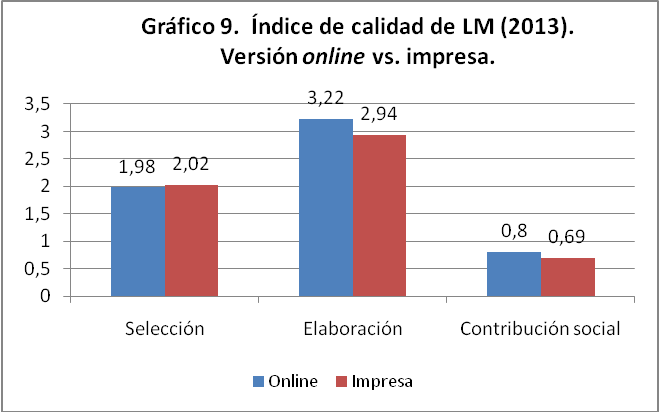 Gráfico 9. Índice de calidad de LM (2013).
Versión online vs. impresa.
3,5
3
2,5
2
1,5
1
0,5
0
1,98
2,02
3,22
2,94
0,8
0,69
Selección
Elaboración
Contribución social
Online
Impresa